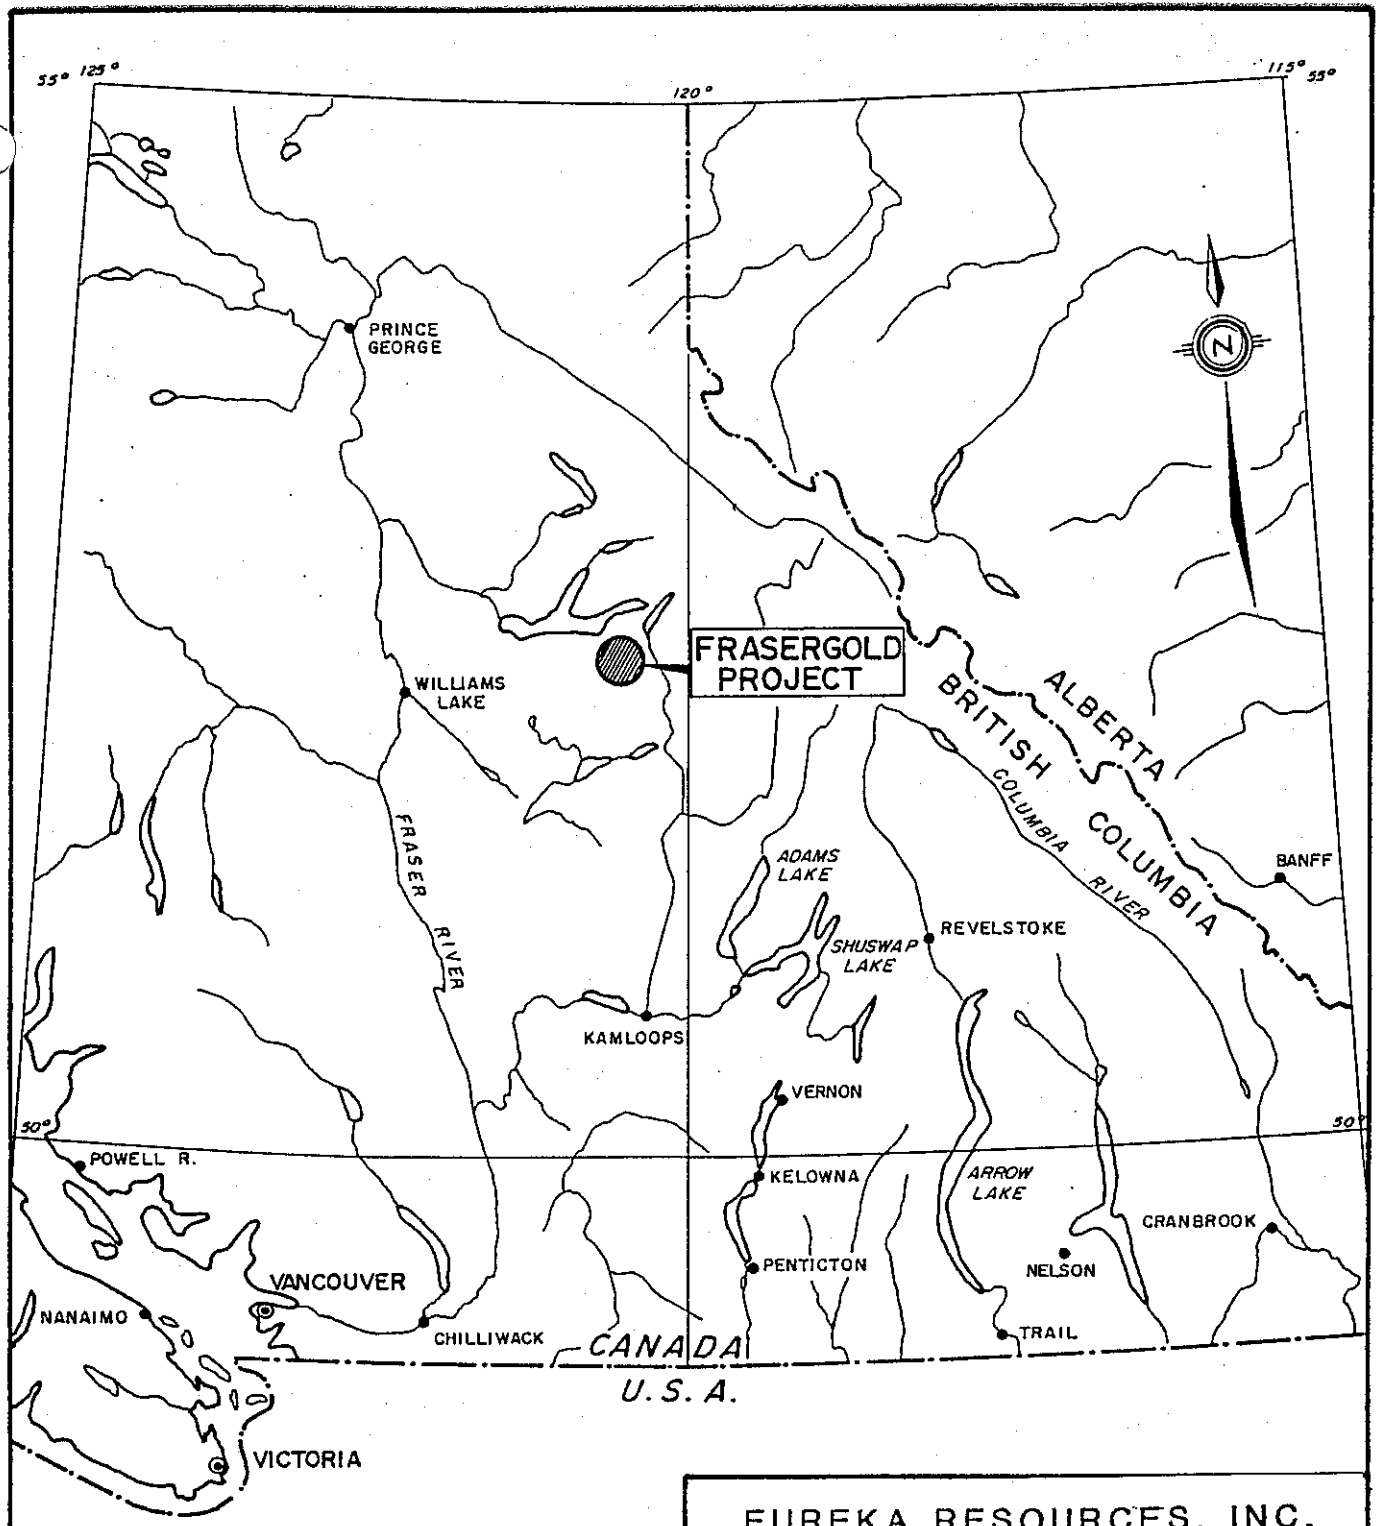 55° 125°
120°
115° 55°
PRINCE
GEORGE
N
FRASERGOLD
PROJECT
WILLIAMS
LAKE
ALBERTA
BRITISH
COLUMBIA
COLUMBIA
RIVER
FRASER
RIVER
ADAMS
LAKE
BANFF
SHUSWAP
LAKE
REVELSTOKE
KAMLOOPS
VERNON
50°
50°
POWELL R.
KELOWNA
ARROW
LAKE
CRANBROOK
PENTICTON
NELSON
VANCOUVER
NANAIMO
CHILLIWACK
TRAIL
CANADA
U.S.A.
VICTORIA
EUREKA RESOURCES, INC.